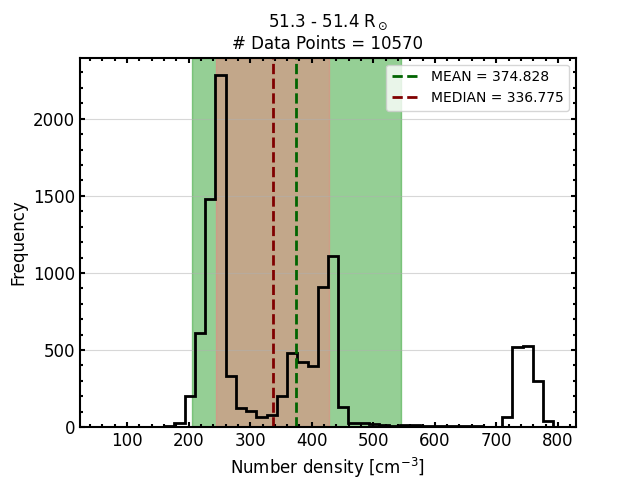 51.3 - 51.4 R⊙
# Data Points = 10570
MEAN = 374.828
MEDIAN = 336.775
Frequency
2000
1500
1000
500
0
100 200 300 400 500 600 700 800
Number density [cm⁻³]